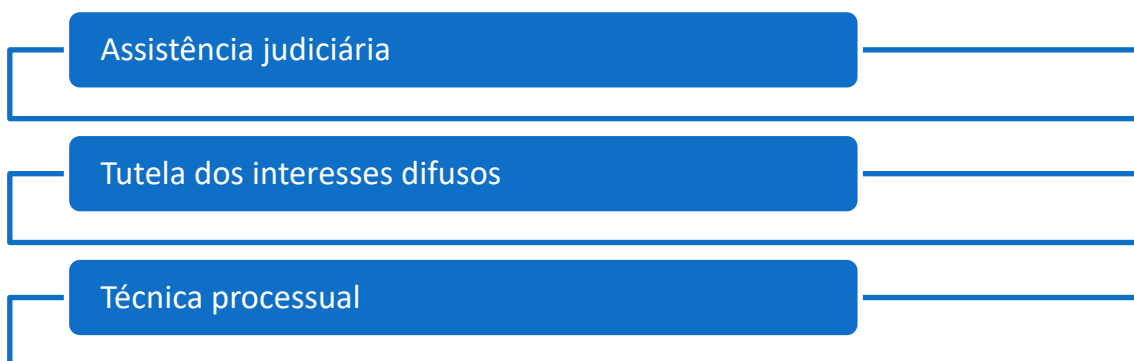 Assistência judiciária
Tutela dos interesses difusos
Técnica processual